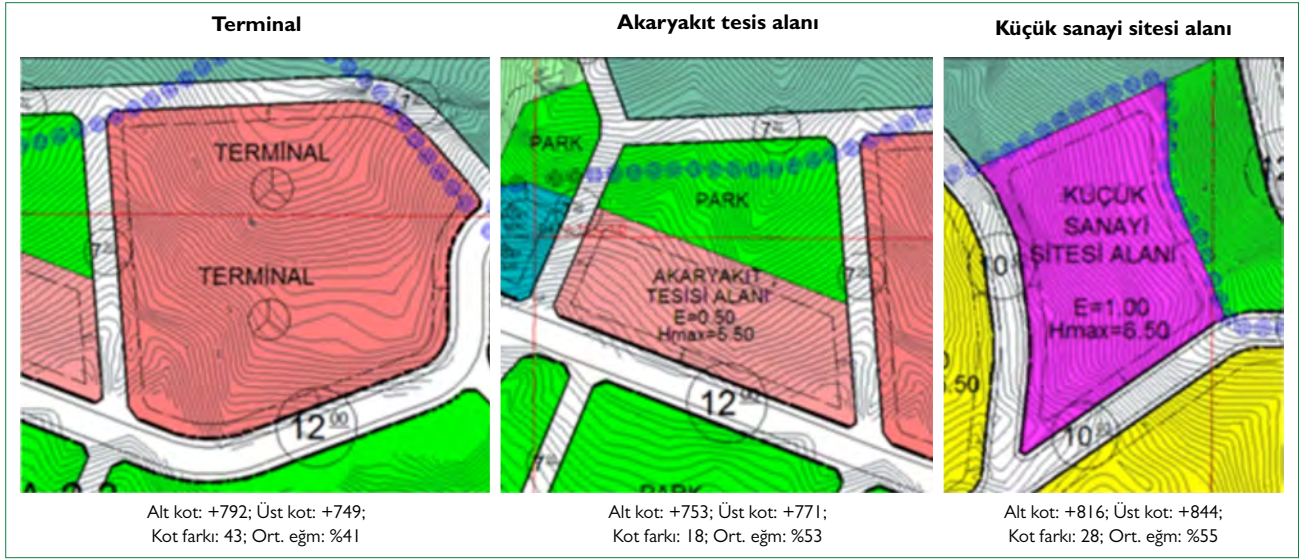 Terminal
TERMİNAL
TERMİNAL
12.00
Alt kot: +792; Üst kot: +749;
Kot farkı: 43; Ort. eğm: %41
Akaryakıt tesis alanı
PARK
PARK
AKARYAKIT
TESİSİ ALANI
E=0.50
Hmax=5.50
12.00
PARK
Alt kot: +753; Üst kot: +771;
Kot farkı: 18; Ort. eğm: %53
Küçük sanayi sitesi alanı
KÜÇÜK
SANAYİ
SİTESİ ALANI
E=1.00
Hmax=6.50
Alt kot: +816; Üst kot: +844;
Kot farkı: 28; Ort. eğm: %55